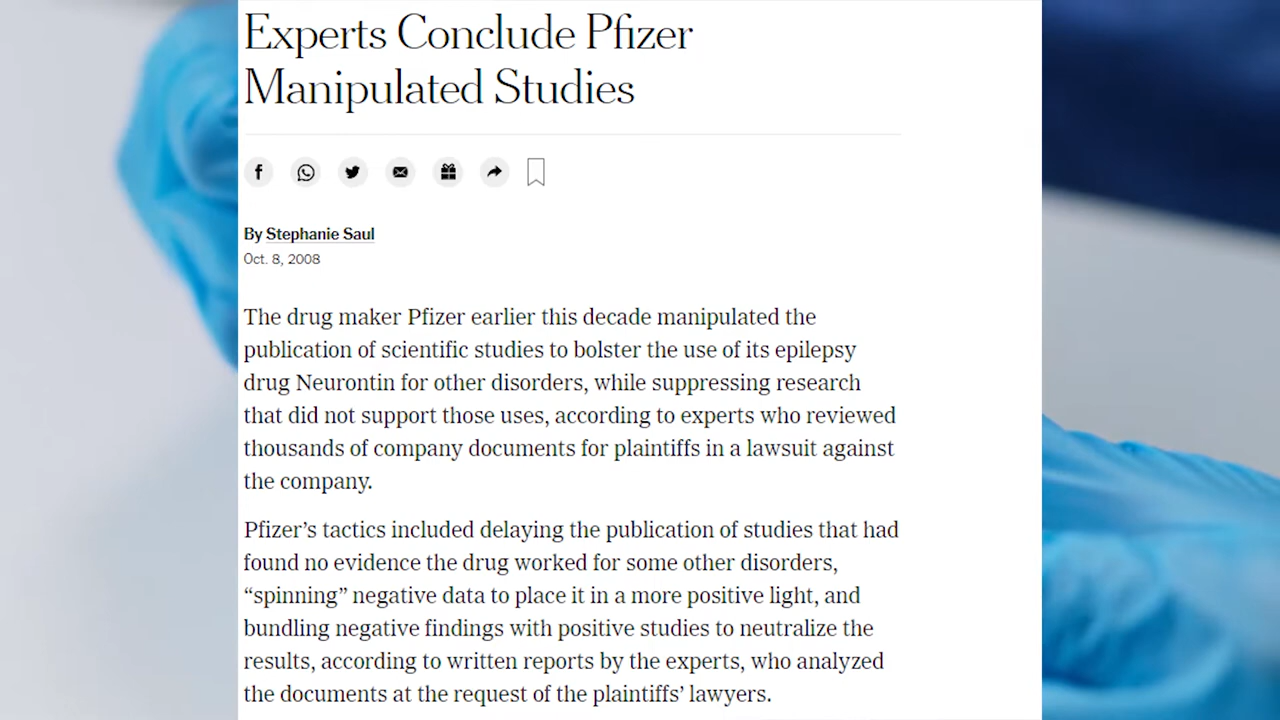 Experts Conclude Pfizer
Manipulated Studies
By Stephanie Saul
Oct. 8, 2008
The drug maker Pfizer earlier this decade manipulated the
publication of scientific studies to bolster the use of its epilepsy
drug Neurontin for other disorders, while suppressing research
that did not support those uses, according to experts who reviewed
thousands of company documents for plaintiffs in a lawsuit against
the company.
Pfizer’s tactics included delaying the publication of studies that had
found no evidence the drug worked for some other disorders,
“spinning” negative data to place it in a more positive light, and
bundling negative findings with positive studies to neutralize the
results, according to written reports by the experts, who analyzed
the documents at the request of the plaintiffs’ lawyers.